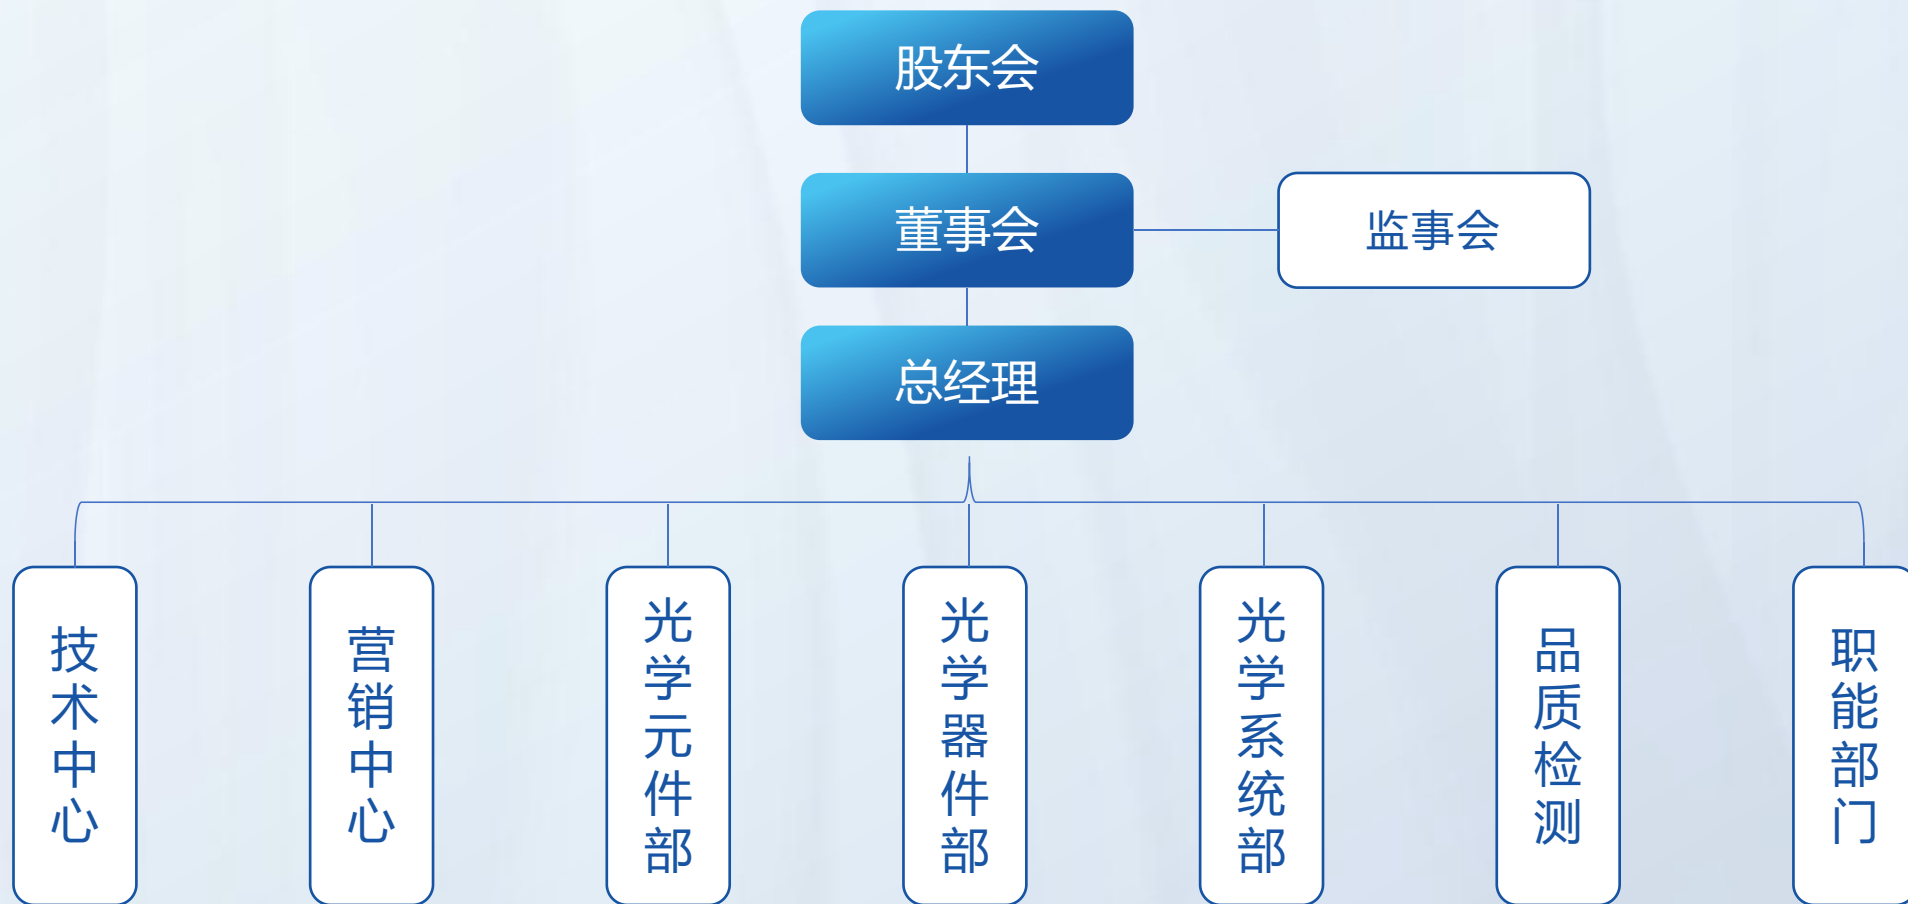 股东会
董事会
监事会
总经理
技术中心
营销中心
光学元件部
光学器件部
光学系统部
品质检测
职能部门